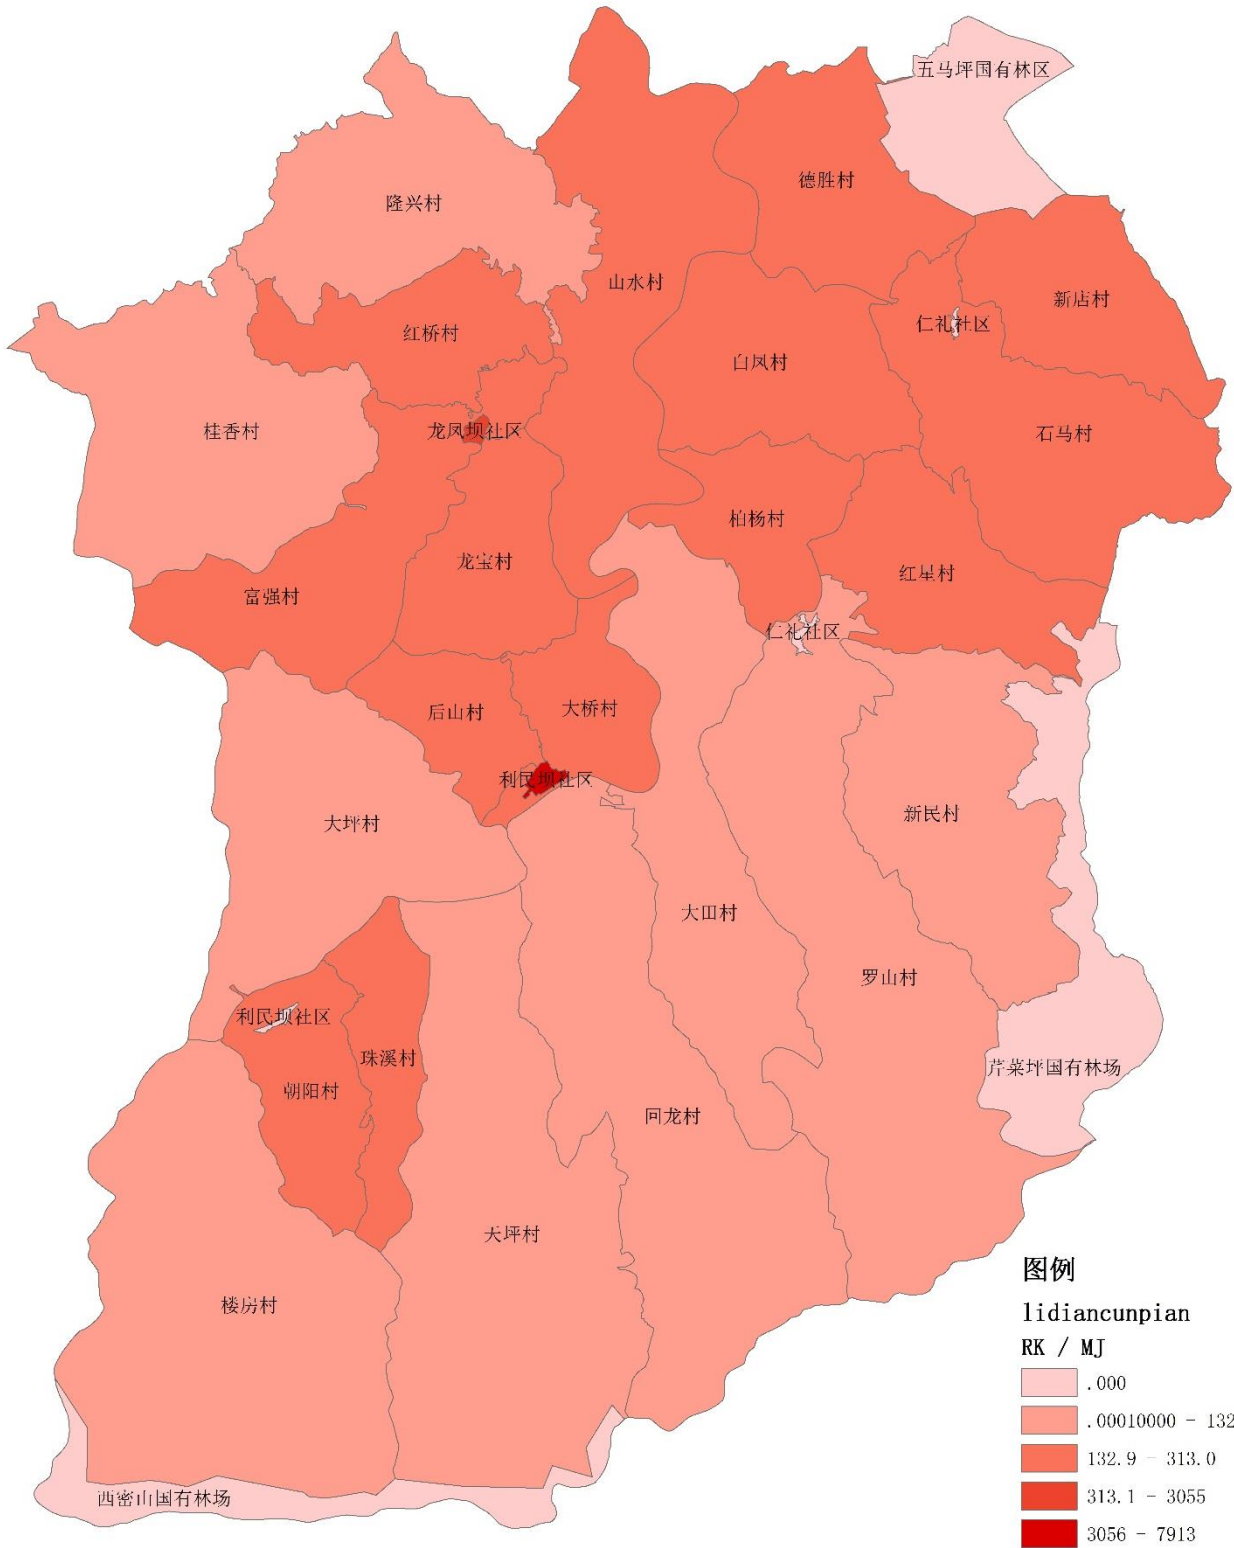 五马坪国有林区
德胜村
隆兴村
山水村
新店村
仁礼社区
红桥村
白凤村
桂香村
龙凤坝社区
石马村
柏杨村
龙宝村
红星村
富强村
仁礼社区
后山村
大桥村
利民坝社区
新民村
大坪村
大田村
罗山村
利民坝社区
珠溪村
芹菜坪国有林场
朝阳村
回龙村
天坪村
楼房村
西密山国有林场
图例
lidiancunpian
RK / MJ
.000
.00010000 - 132
132.9 - 313.0
313.1 - 3055
3056 - 7913